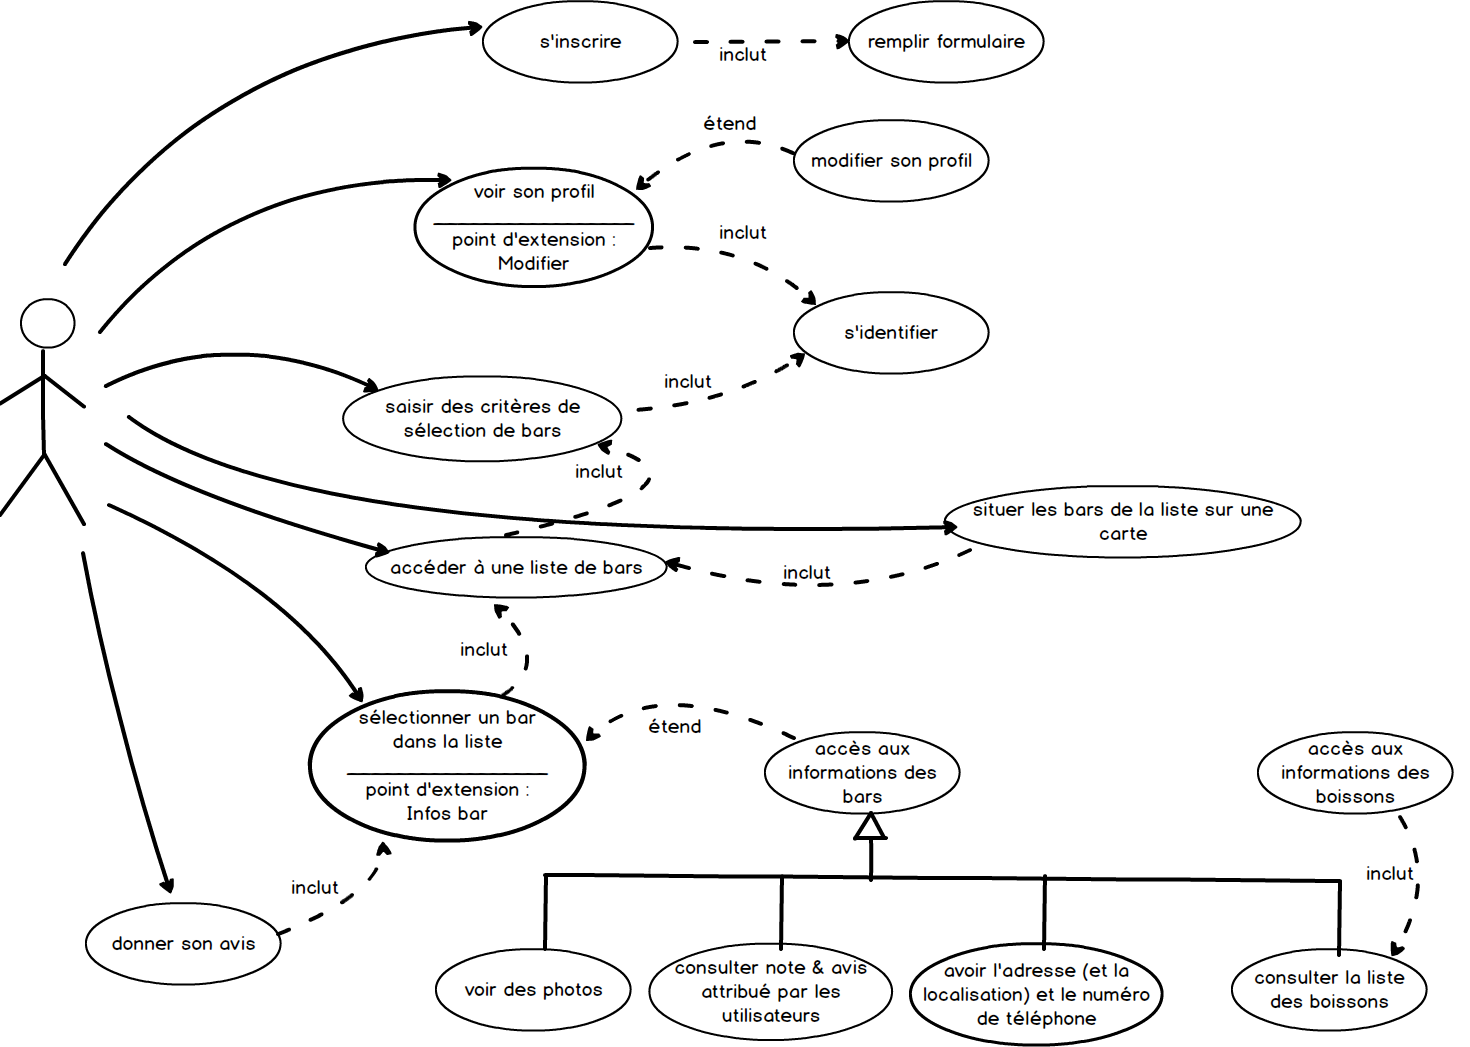 s'inscrire
inclut
remplir formulaire
étend
modifier son profil
voir son profil
point d'extension :
Modifier
inclut
s'identifier
inclut
saisir des critères de
sélection de bars
inclut
situer les bars de la liste sur une
carte
accéder à une liste de bars
inclut
inclut
sélectionner un bar
dans la liste
point d'extension :
Infos bar
étend
accès aux
informations des
bars
accès aux
informations des
boissons
inclut
inclut
donner son avis
voir des photos
consulter note & avis
attribué par les
utilisateurs
avoir l'adresse (et la
localisation) et le numéro
de téléphone
consulter la liste
des boissons